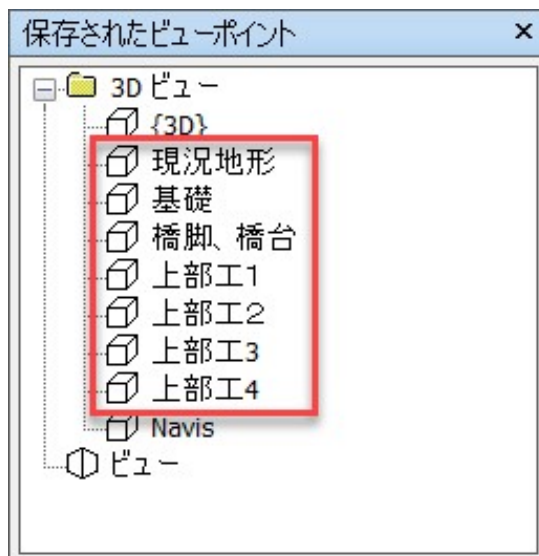 保存されたビューポイント
3D ビュー
{3D}
現況地形
基礎
橋脚、橋台
上部工1
上部工２
上部工3
上部工4
Navis
ビュー